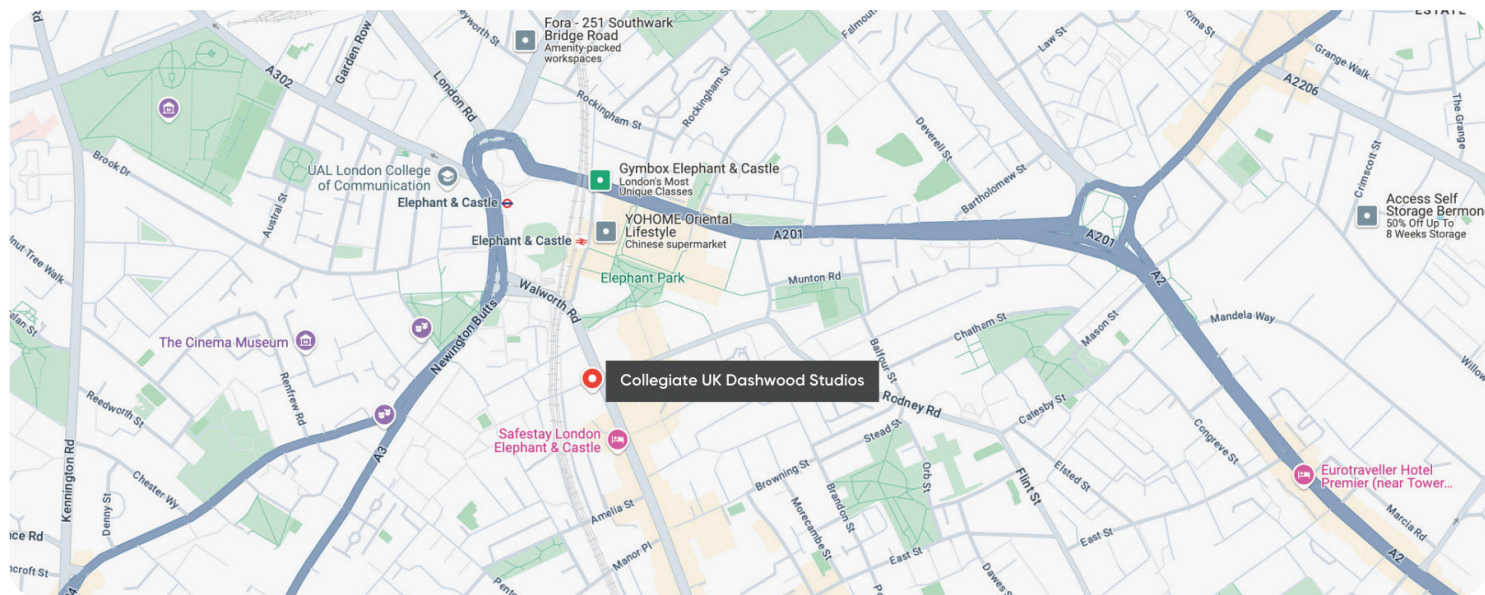 ESTATE
Fora - 251 Southwark
Bridge Road
Amenity-packed
workspaces
Garden Row
A302
London Rd
Law St
Grange Walk
A2206
The Grange
Rockingham St
Rockingham St
Deverell St
Crimscott St
Brook Dr
UAL London College
of Communication
Gymbox Elephant & Castle
London's Most
Unique Classes
Bartholomew St
Elephant & Castle
Austral St
Access Self
Storage Bermon
50% Off Up To
8 Weeks Storage
YOHOME Oriental
Lifestyle
Chinese supermarket
Elephant & Castle
A201
A201
A2
Elephant Park
Munton Rd
Walworth Rd
Newington Butts
The Cinema Museum
Chatham St
Mason St
Mandela Way
Balfour St
Willow
Collegiate UK Dashwood Studios
Renfrew Rd
Reedworth St
Rodney Rd
Catesby St
Safestay London
Elephant & Castle
Stead St
Congreve St
Kennington Rd
A3
Chester Wy
Denny St
Browning St
Orb St
Flint St
Elsted St
Eurotraveller Hotel
Premier (near Tower...
Amelia St
Brandon St
Morecambe St
Marcia Rd
Manor Pl
East St
East St
Dawes S
A2
nce Rd
ncroft St